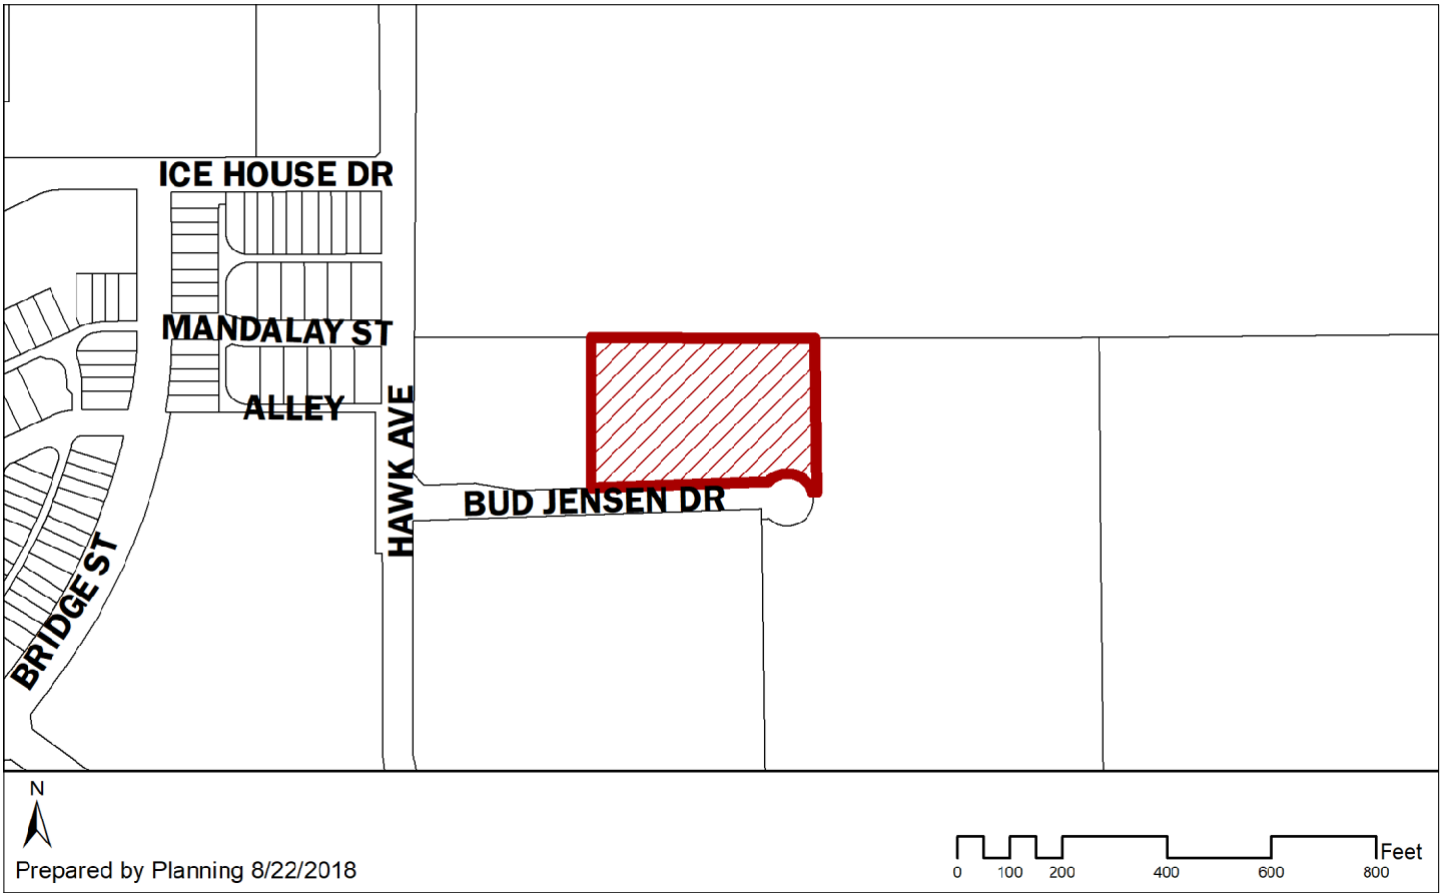 ICE HOUSE DR
MANDALAY ST
ALLEY
HAWK AVE
BUD JENSEN DR
BRIDGE ST
N
Prepared by Planning 8/22/2018
Feet
0 100 200 400 600 800